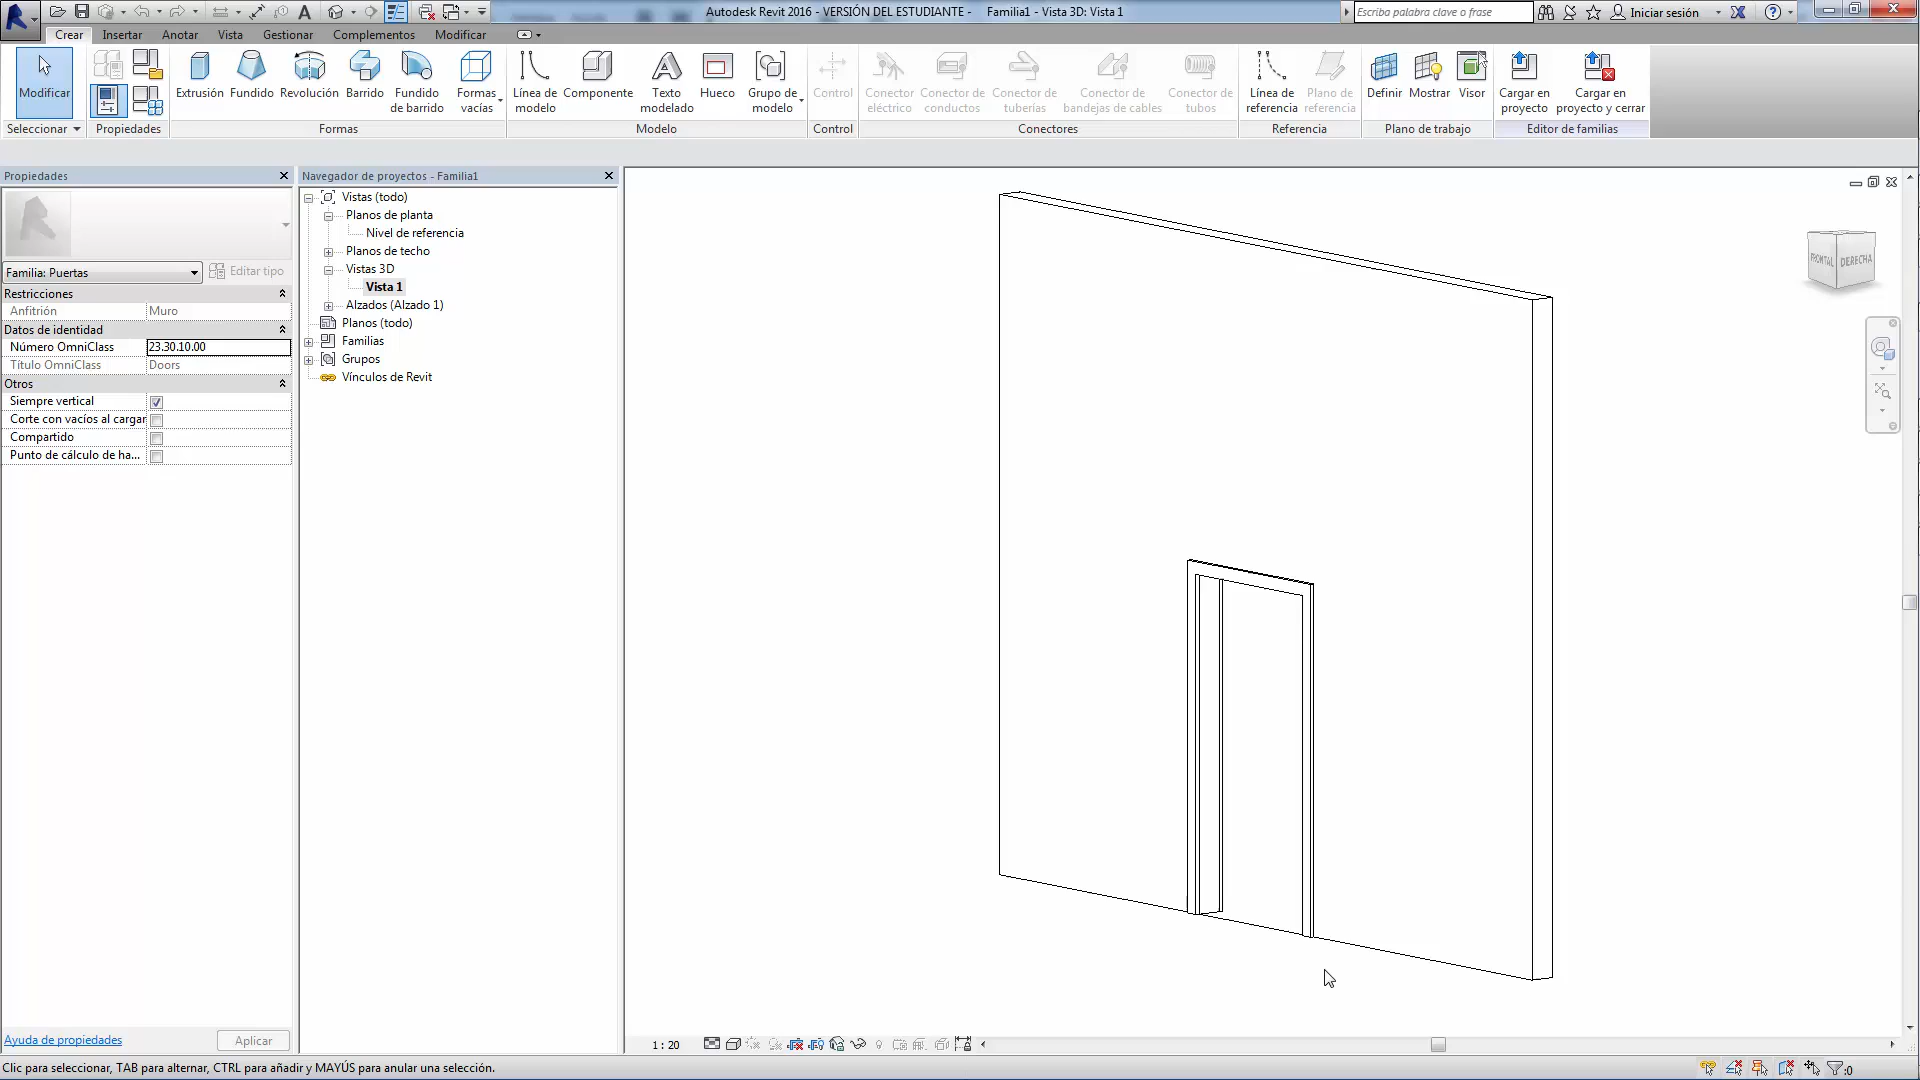 Autodesk Revit 2016 - VERSIÓN DEL ESTUDIANTE - Familia1 - Vista 3D: Vista 1
Escriba palabra clave o frase
Iniciar sesión
Crear Insertar Anotar Vista Gestionar Complementos Modificar
Modificar
Extrusión Fundido Revolución Barrido Fundido de barrido Formas vacías
Línea de modelo Componente Texto modelado Hueco Grupo de modelo
Control
Conector eléctrico Conector de conductos Conector de tuberías Conector de bandejas de cables Conector de tubos
Línea de referencia Plano de referencia
Definir Mostrar Visor
Cargar en proyecto Cargar en proyecto y cerrar
Seleccionar Propiedades Formas Modelo Control Conectores Referencia Plano de trabajo Editor de familias
Propiedades
Familia: Puertas
Editar tipo
Restricciones
Anfitrión Muro
Datos de identidad
Número OmniClass 23.30.10.00
Título OmniClass Doors
Otros
Siempre vertical
Corte con vacíos al cargar
Compartido
Punto de cálculo de ha...
Ayuda de propiedades
Aplicar
Navegador de proyectos - Familia1
Vistas (todo)
Planos de planta
Nivel de referencia
Planos de techo
Vistas 3D
Vista 1
Alzados (Alzado 1)
Planos (todo)
Familias
Grupos
Vínculos de Revit
FRONTAL DERECHA
1 : 20
Clic para seleccionar, TAB para alternar, CTRL para añadir y MAYÚS para anular una selección.
:0